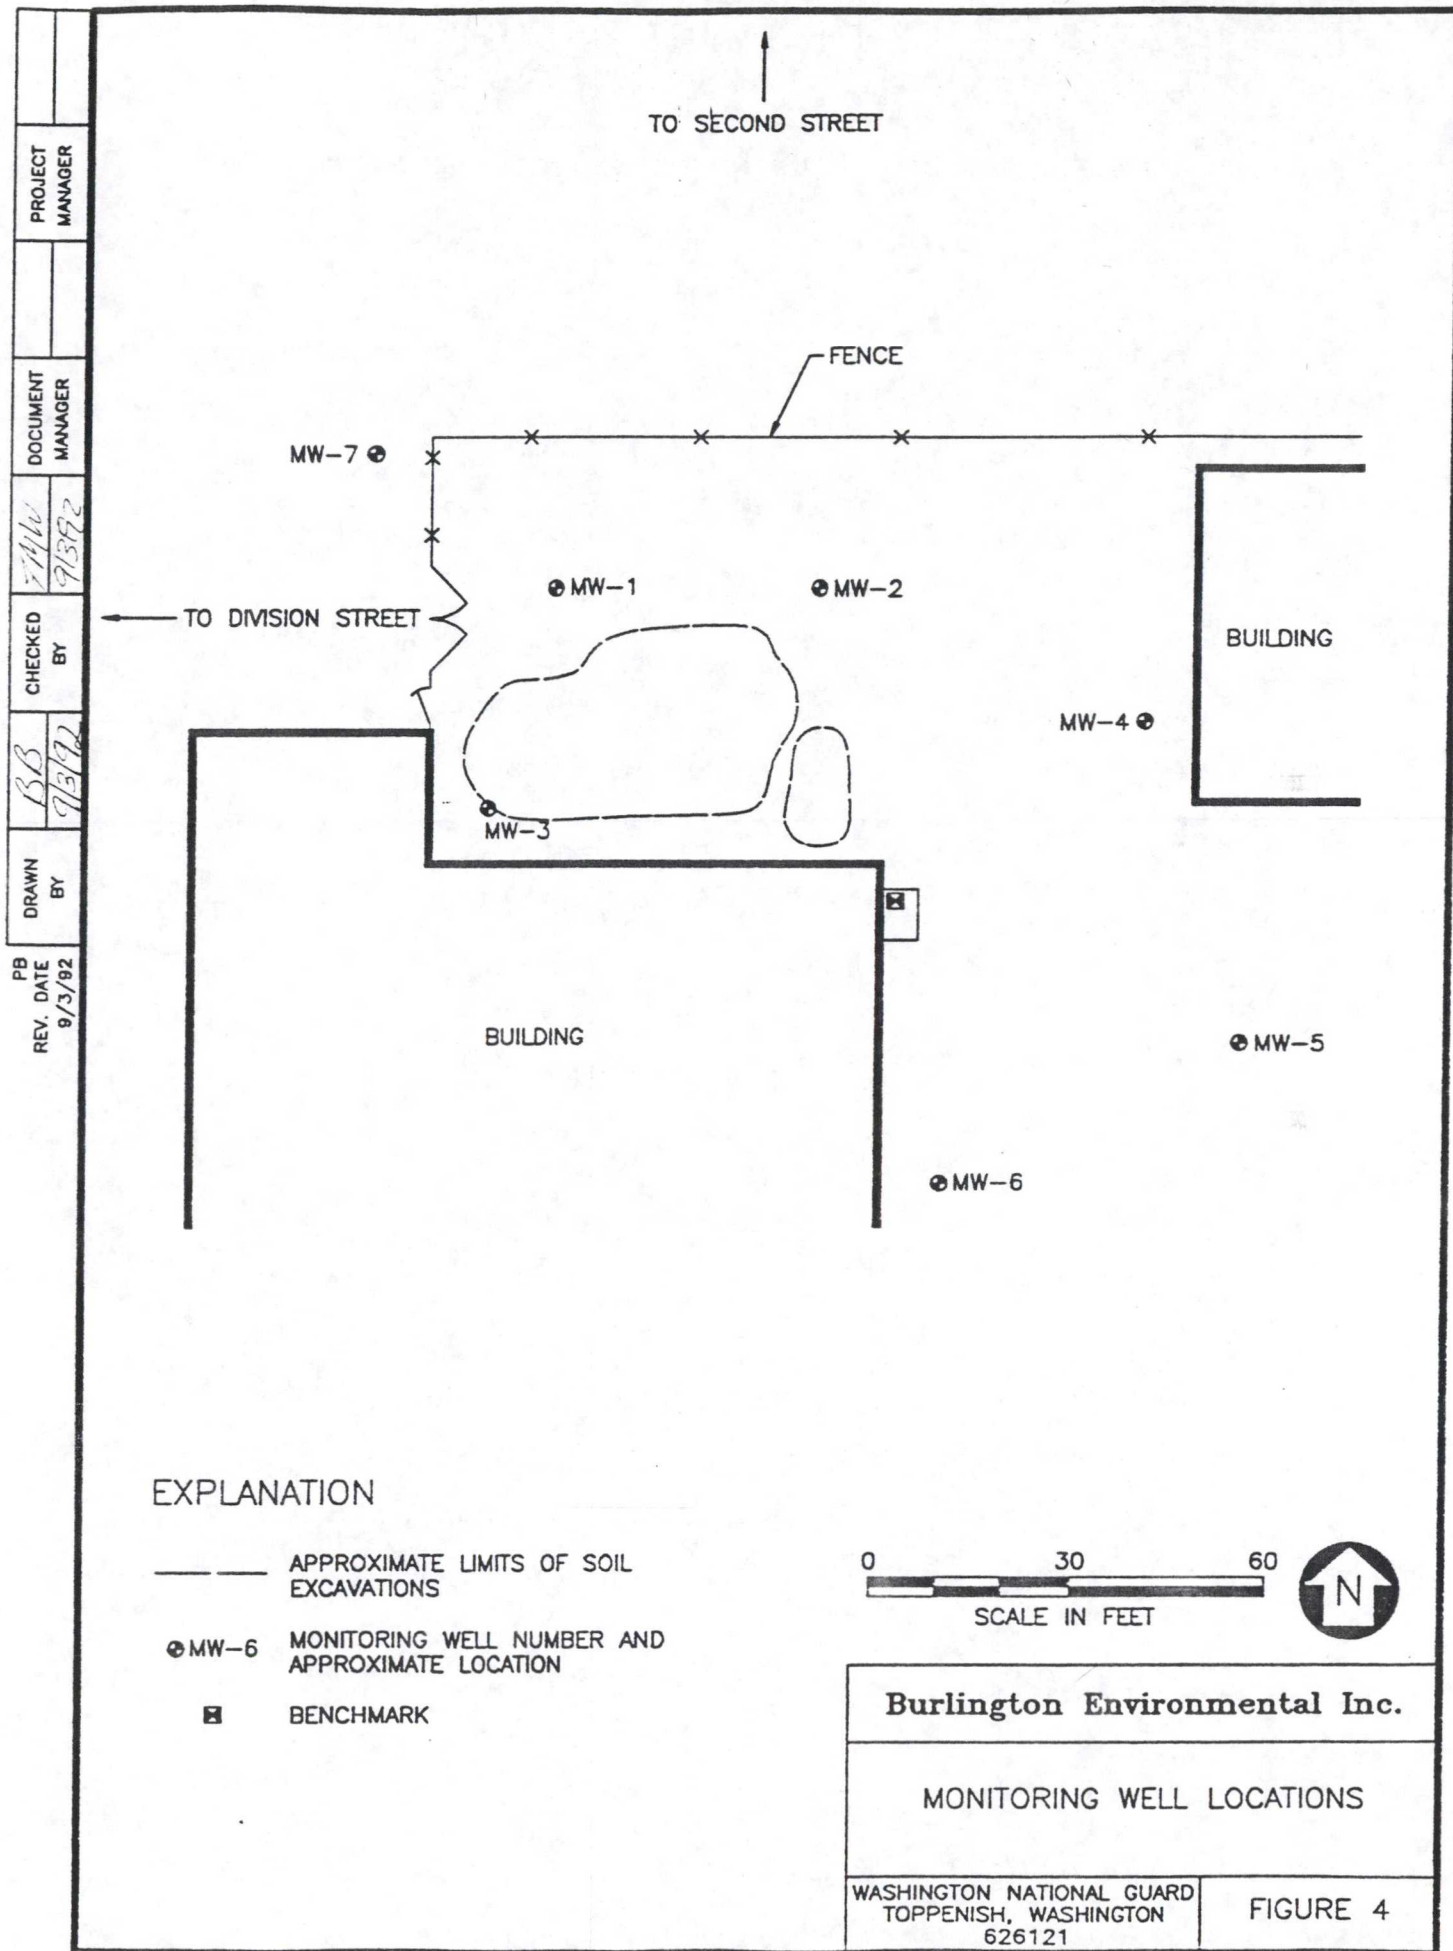 TO SECOND STREET
FENCE
MW-7
MW-1
MW-2
TO DIVISION STREET
BUILDING
MW-4
MW-3
BUILDING
MW-5
MW-6
EXPLANATION
APPROXIMATE LIMITS OF SOIL
EXCAVATIONS
MW-6 MONITORING WELL NUMBER AND
APPROXIMATE LOCATION
BENCHMARK
0 30 60
SCALE IN FEET
N
Burlington Environmental Inc.
MONITORING WELL LOCATIONS
WASHINGTON NATIONAL GUARD
TOPPENISH, WASHINGTON
626121
FIGURE 4
PROJECT
MANAGER
DOCUMENT
MANAGER
CHECKED
BY
9/3/92
DRAWN
BY
BB
9/3/92
PB
REV. DATE
9/3/92